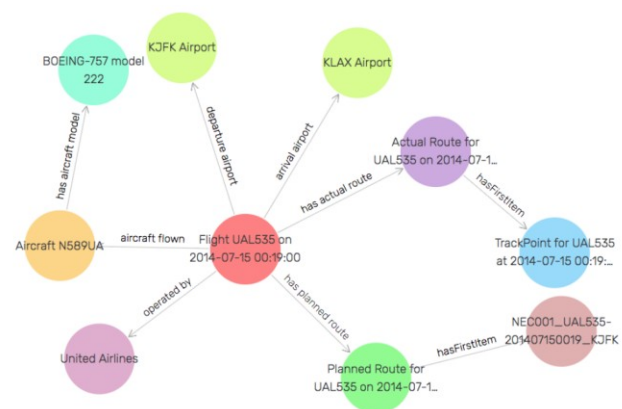 KJFK Airport
BOEING-757 model
222
KLAX Airport
has aircraft model
departure airport
arrival airport
Actual Route for
UAL535 on 2014-07-1...
has actual route
hasFirstItem
Aircraft N589UA
aircraft flown
Flight UAL535 on
2014-07-15 00:19:00
TrackPoint for UAL535
at 2014-07-15 00:19:...
operated by
has planned route
NEC001_UAL535-
201407150019_KJFK
United Airlines
hasFirstItem
Planned Route for
UAL535 on 2014-07-1...